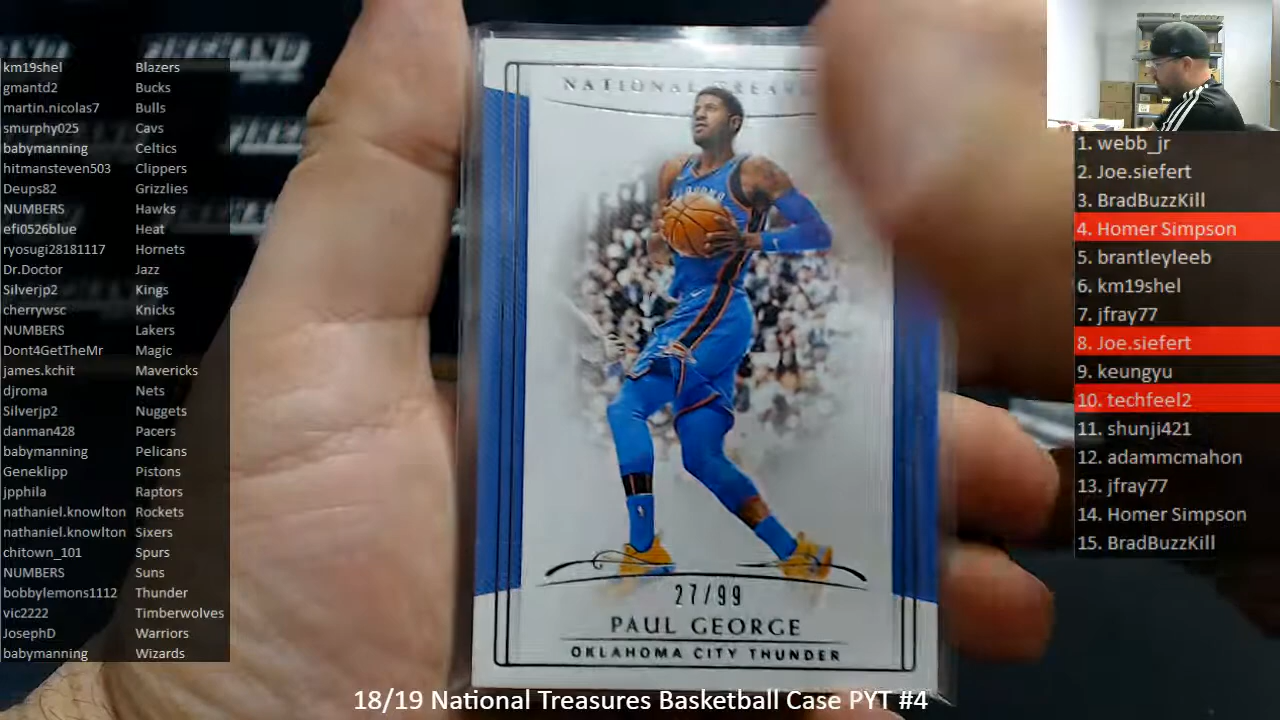 km19shel Blazers
gmantd2 Bucks
martin.nicolas7 Bulls
smurphy025 Cavs
babymanning Celtics
hitmansteven503 Clippers
Deups82 Grizzlies
NUMBERS Hawks
efi0526blue Heat
ryosugi28181117 Hornets
Dr.Doctor Jazz
Silverjp2 Kings
cherrywsc Knicks
NUMBERS Lakers
Dont4GetTheMr Magic
james.kchit Mavericks
djroma Nets
Silverjp2 Nuggets
danman428 Pacers
babymanning Pelicans
Geneklipp Pistons
jpphila Raptors
nathaniel.knowlton Rockets
nathaniel.knowlton Sixers
chitown_101 Spurs
NUMBERS Suns
bobbylemons1112 Thunder
vic2222 Timberwolves
JosephD Warriors
babymanning Wizards
NATIONAL
27/99
PAUL GEORGE
OKLAHOMA CITY THUNDER
1. webb_jr
2. Joe.siefert
3. BradBuzzKill
4. Homer Simpson
5. brantleyleeb
6. km19shel
7. jfray77
8. Joe.siefert
9. keungyu
10. techfeel2
11. shunji421
12. adammcmahon
13. jfray77
14. Homer Simpson
15. BradBuzzKill
18/19 National Treasures Basketball Case PYT #4